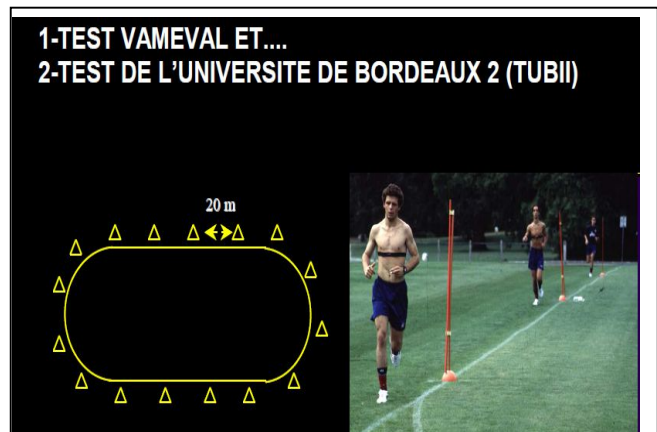 1-TEST VAMEVAL ET....
2-TEST DE L'UNIVERSITE DE BORDEAUX 2 (TUBII)
20 m